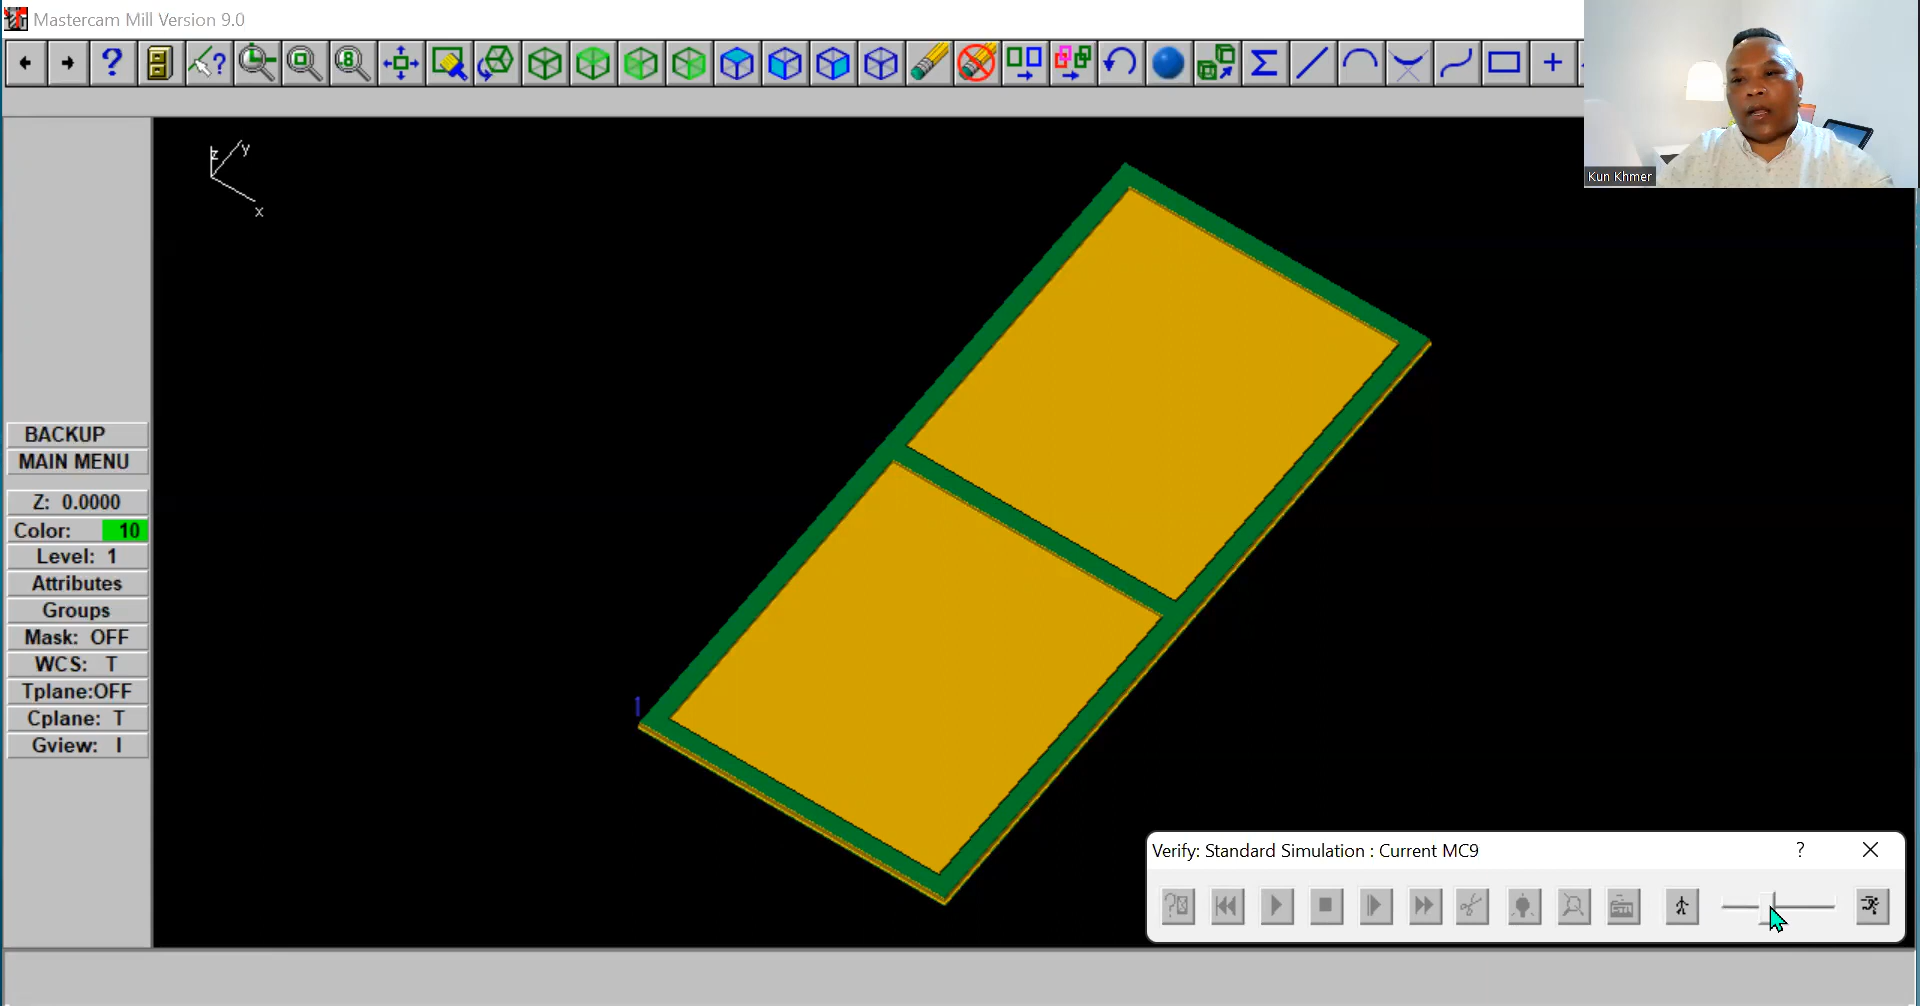 Mastercam Mill Version 9.0
?
?
8
Σ
+
Kun Khmer
z
y
x
BACKUP
MAIN MENU
Z: 0.0000
Color: 10
Level: 1
Attributes
Groups
Mask: OFF
WCS: T
Tplane:OFF
Cplane: T
Gview: I
1
Verify: Standard Simulation : Current MC9
?